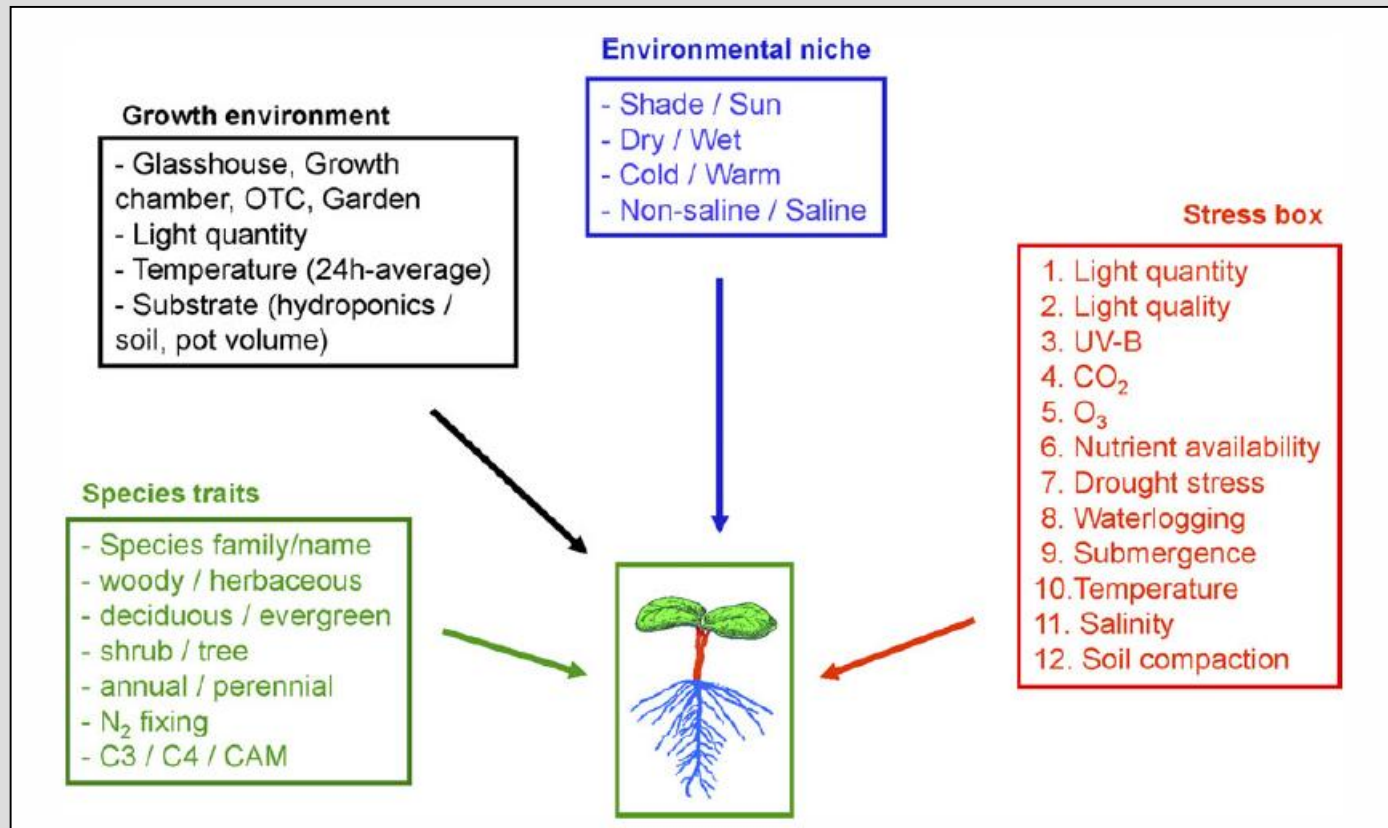 Environmental niche
- Shade / Sun
- Dry / Wet
- Cold / Warm
- Non-saline / Saline
Growth environment
- Glasshouse, Growth
chamber, OTC, Garden
- Light quantity
- Temperature (24h-average)
- Substrate (hydroponics /
soil, pot volume)
Stress box
1. Light quantity
2. Light quality
3. UV-B
4. CO₂
5. O₃
6. Nutrient availability
7. Drought stress
8. Waterlogging
9. Submergence
10.Temperature
11. Salinity
12. Soil compaction
Species traits
- Species family/name
- woody / herbaceous
- deciduous / evergreen
- shrub / tree
- annual / perennial
- N₂ fixing
- C3 / C4 / CAM